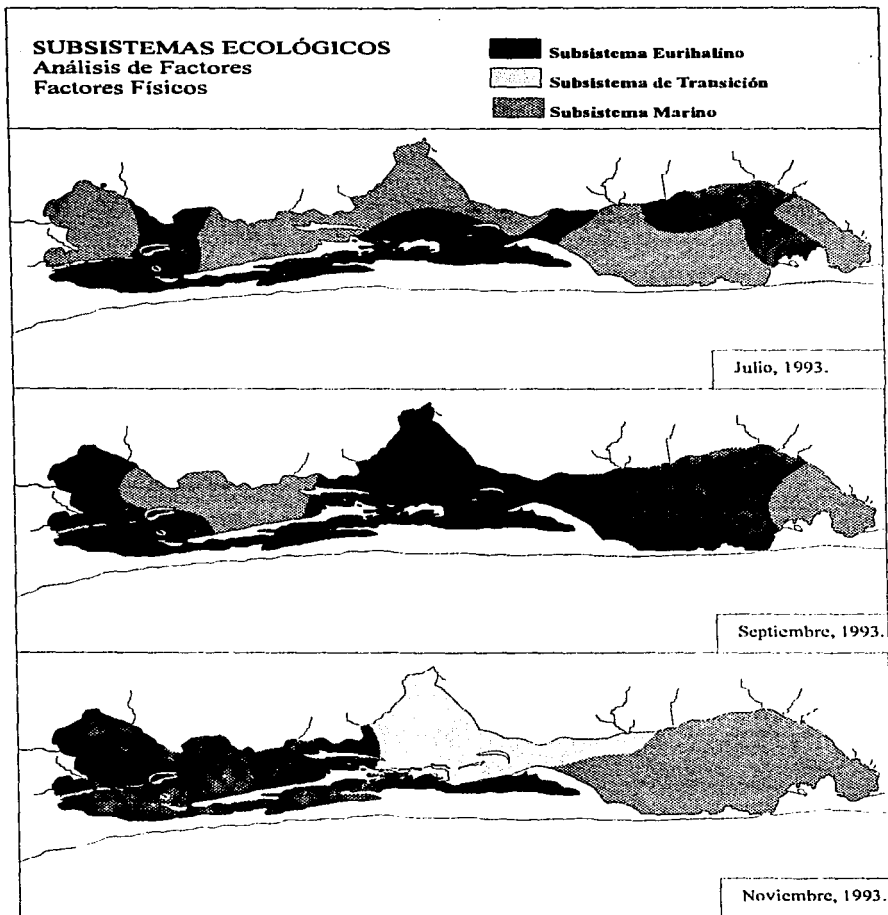 SUBSISTEMAS ECOLÓGICOS
Análisis de Factores
Factores Físicos
Subsistema Eurihalino
Subsistema de Transición
Subsistema Marino
Julio, 1993.
Septiembre, 1993.
Noviembre, 1993.